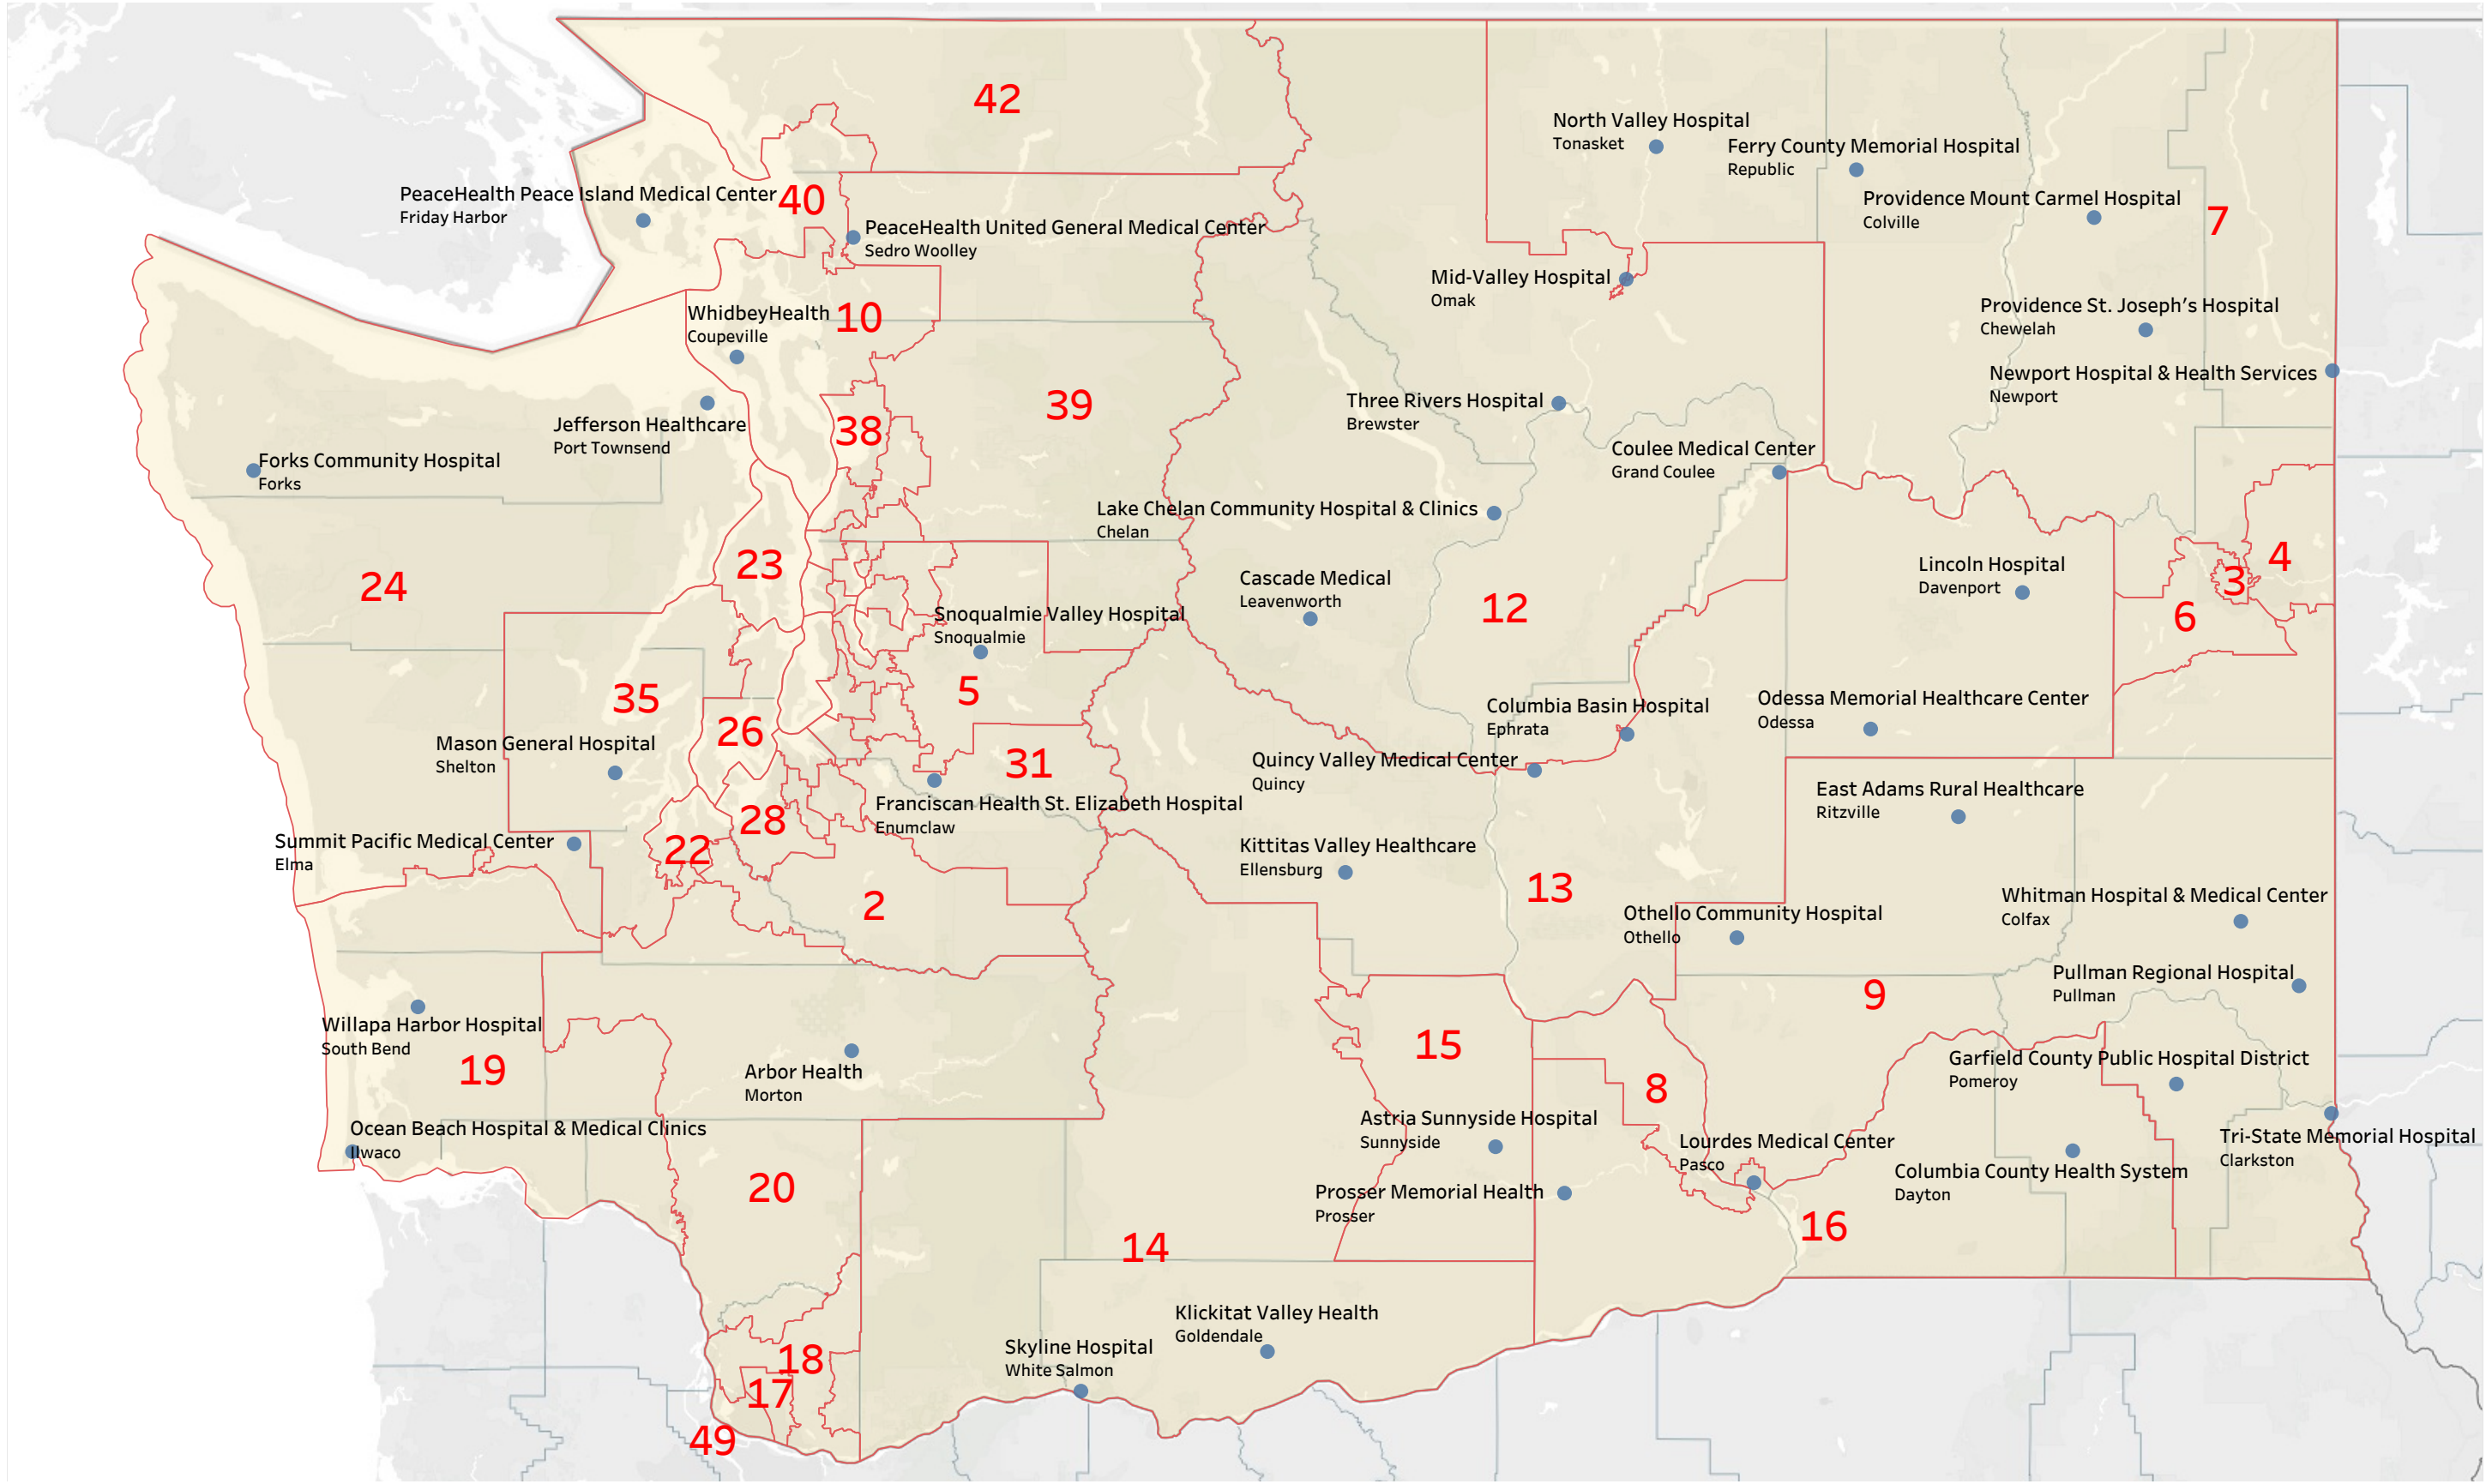 42
North Valley Hospital
Tonasket
Ferry County Memorial Hospital
Republic
PeaceHealth Peace Island Medical Center
Friday Harbor
40
Providence Mount Carmel Hospital
Colville
7
PeaceHealth United General Medical Center
Sedro Woolley
Mid-Valley Hospital
Omak
WhidbeyHealth
Coupeville
10
Providence St. Joseph’s Hospital
Chewelah
Newport Hospital & Health Services
Newport
39
Three Rivers Hospital
Brewster
Jefferson Healthcare
Port Townsend
38
Coulee Medical Center
Grand Coulee
Forks Community Hospital
Forks
Lake Chelan Community Hospital & Clinics
Chelan
23
4
3
24
Cascade Medical
Leavenworth
Lincoln Hospital
Davenport
12
6
Snoqualmie Valley Hospital
Snoqualmie
5
35
Columbia Basin Hospital
Ephrata
Odessa Memorial Healthcare Center
Odessa
26
Mason General Hospital
Shelton
31
Quincy Valley Medical Center
Quincy
East Adams Rural Healthcare
Ritzville
Franciscan Health St. Elizabeth Hospital
Enumclaw
28
Summit Pacific Medical Center
Elma
22
Kittitas Valley Healthcare
Ellensburg
13
2
Whitman Hospital & Medical Center
Colfax
Othello Community Hospital
Othello
Pullman Regional Hospital
Pullman
9
Willapa Harbor Hospital
South Bend
19
15
Arbor Health
Morton
8
Garfield County Public Hospital District
Pomeroy
Ocean Beach Hospital & Medical Clinics
Ilwaco
Astria Sunnyside Hospital
Sunnyside
Lourdes Medical Center
Pasco
Tri-State Memorial Hospital
Clarkston
Columbia County Health System
Dayton
20
Prosser Memorial Health
Prosser
16
14
Klickitat Valley Health
Goldendale
Skyline Hospital
White Salmon
18
17
49